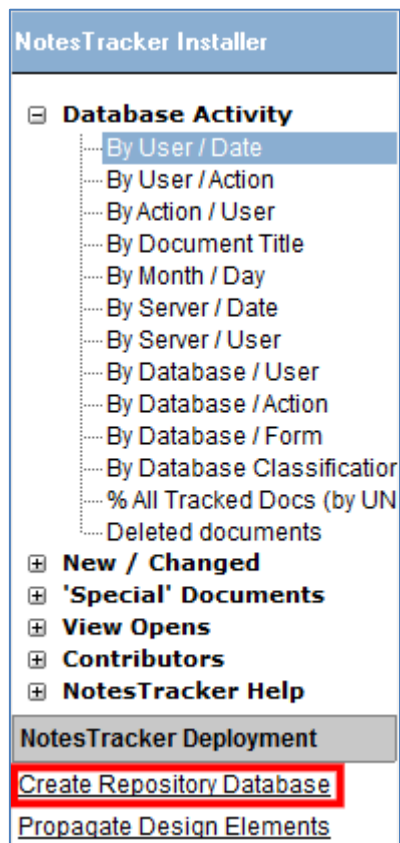 NotesTracker Installer
Database Activity
By User / Date
By User / Action
By Action / User
By Document Title
By Month / Day
By Server / Date
By Server / User
By Database / User
By Database / Action
By Database / Form
By Database Classification
% All Tracked Docs (by UN
Deleted documents
New / Changed
'Special' Documents
View Opens
Contributors
NotesTracker Help
NotesTracker Deployment
Create Repository Database
Propagate Design Elements